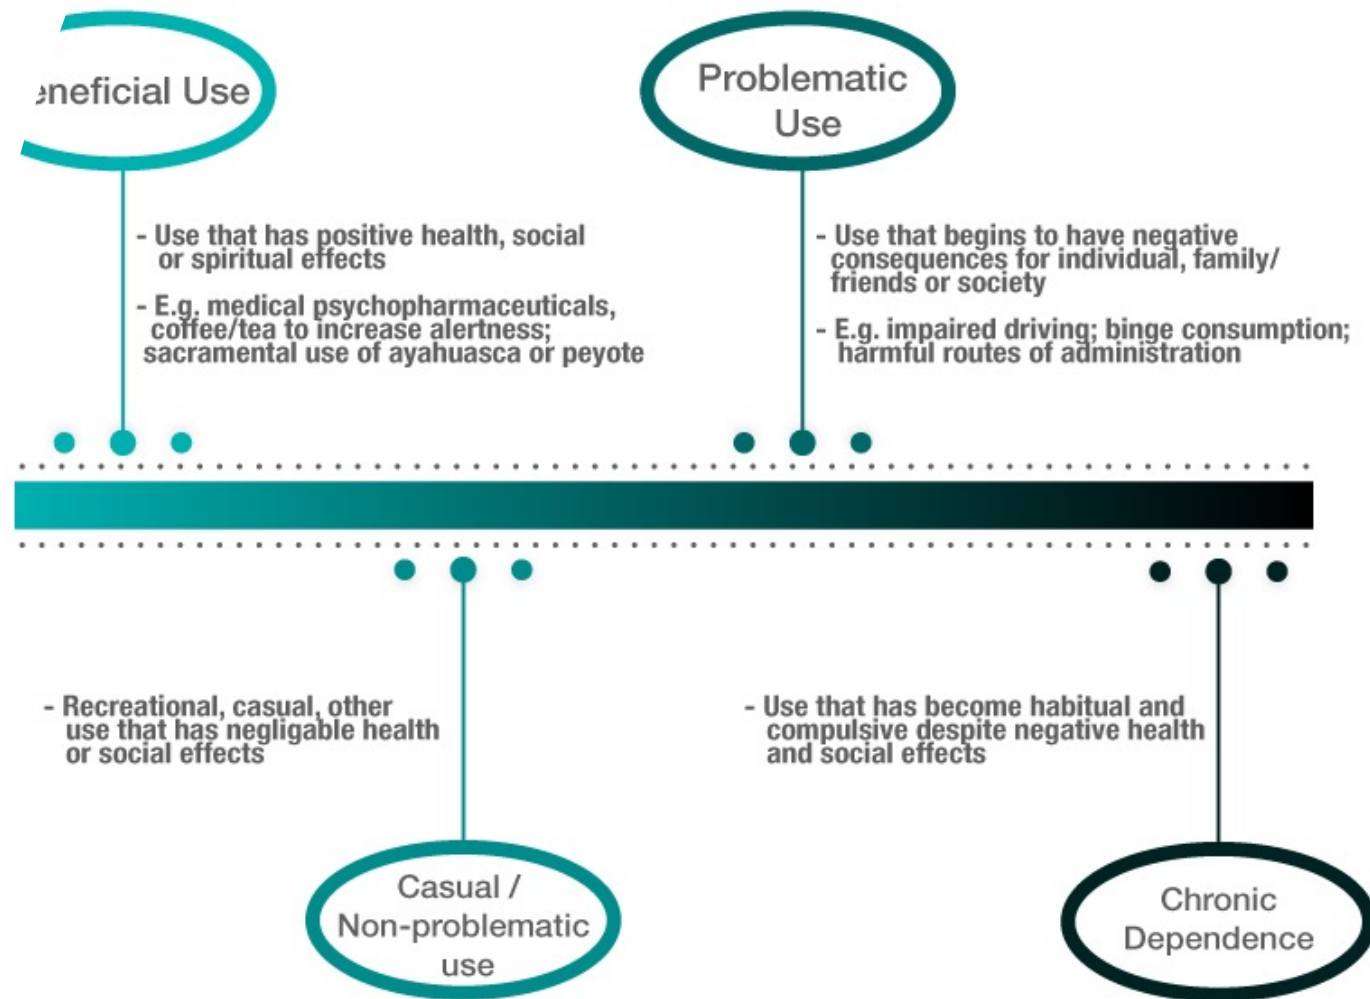 eneficial Use
- Use that has positive health, social
or spiritual effects
- E.g. medical psychopharmaceuticals,
coffee/tea to increase alertness;
sacramental use of ayahuasca or peyote
Problematic
Use
- Use that begins to have negative
consequences for individual, family/
friends or society
- E.g. impaired driving; binge consumption;
harmful routes of administration
- Recreational, casual, other
use that has negligable health
or social effects
Casual /
Non-problematic
use
- Use that has become habitual and
compulsive despite negative health
and social effects
Chronic
Dependence